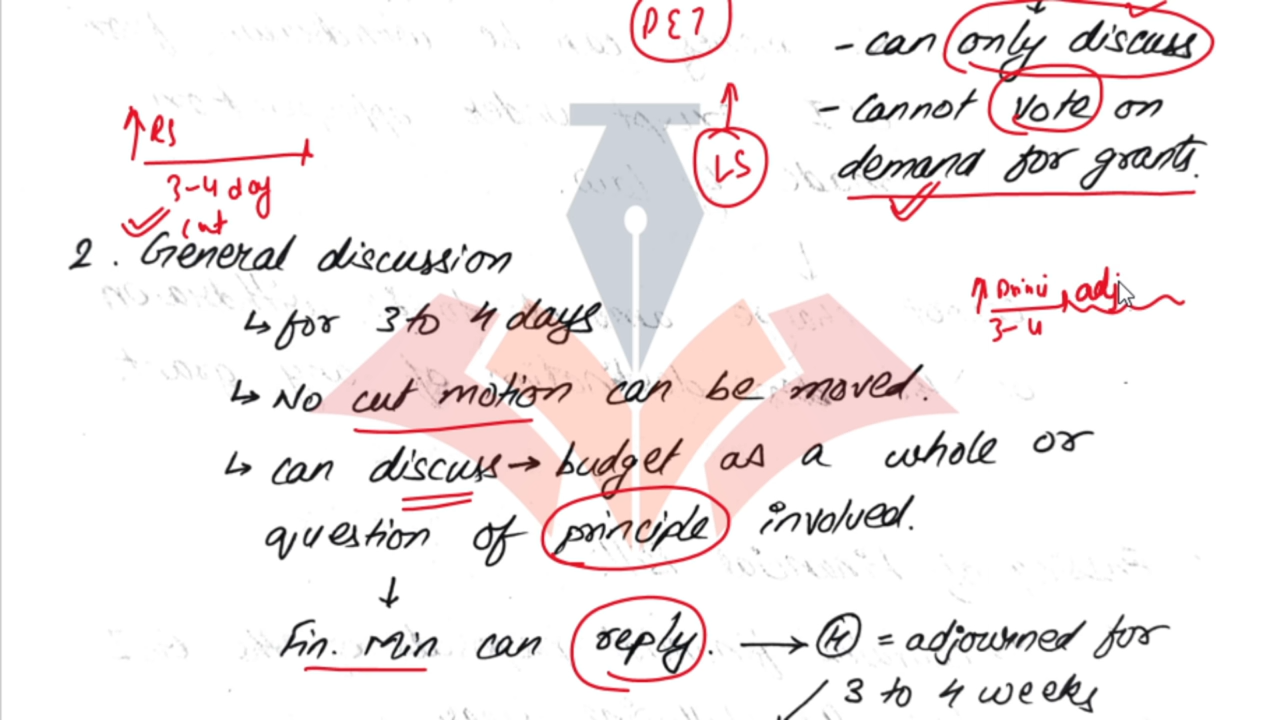 DET
- can only discuss
- cannot vote on
demand for grants.
LS
RS
3-4 day
cut
2. General discussion
↳ for 3 to 4 days
↳ No cut motion can be moved.
↳ can discuss → budget as a whole or
question of principle involved.
adj
3-4
↓
Fin. Min can reply. → (H) = adjourned for
3 to 4 weeks